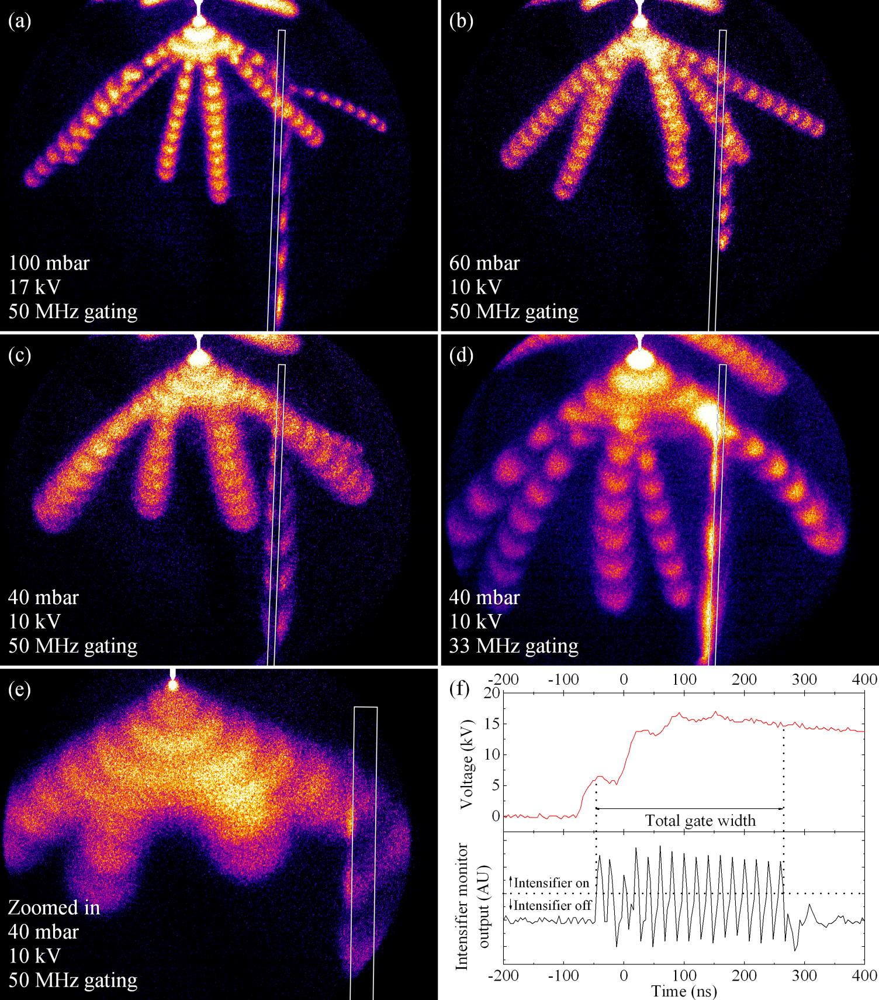 (a)
100 mbar
17 kV
50 MHz gating
(b)
60 mbar
10 kV
50 MHz gating
(c)
40 mbar
10 kV
50 MHz gating
(d)
40 mbar
10 kV
33 MHz gating
(e)
Zoomed in
40 mbar
10 kV
50 MHz gating
(f)
-200 -100 0 100 200 300 400
20
15
10
5
0
Voltage (kV)
Total gate width
Intensifier monitor
output (AU)
Intensifier on
Intensifier off
-200 -100 0 100 200 300 400
Time (ns)